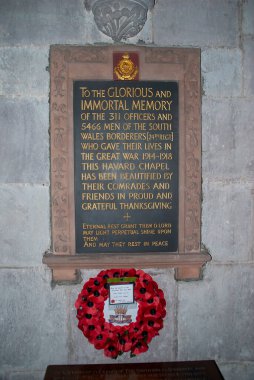 TO THE GLORIOUS AND
IMMORTAL MEMORY
OF THE 311 OFFICERS AND
5466 MEN OF THE SOUTH
WALES BORDERERS [24TH REGT]
WHO GAVE THEIR LIVES IN
THE GREAT WAR 1914-1918
THIS HAVARD CHAPEL
HAS BEEN BEAUTIFIED BY
THEIR COMRADES AND
FRIENDS IN PROUD AND
GRATEFUL THANKSGIVING
ETERNAL REST GRANT THEM O LORD
MAY LIGHT PERPETUAL SHINE UPON
THEM
AND MAY THEY REST IN PEACE